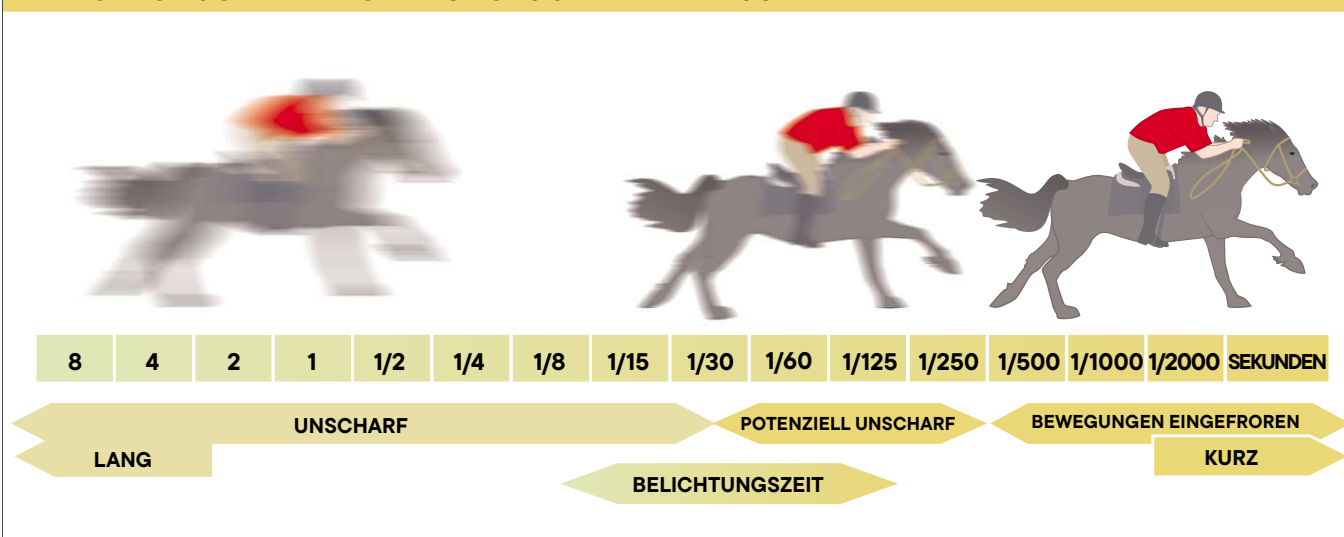 8 4 2 1 1/2 1/4 1/8 1/15 1/30 1/60 1/125 1/250 1/500 1/1000 1/2000 SEKUNDEN
UNSCHARF POTENZIELL UNSCHARF BEWEGUNGEN EINGEFROREN
LANG KURZ
BELICHTUNGSZEIT